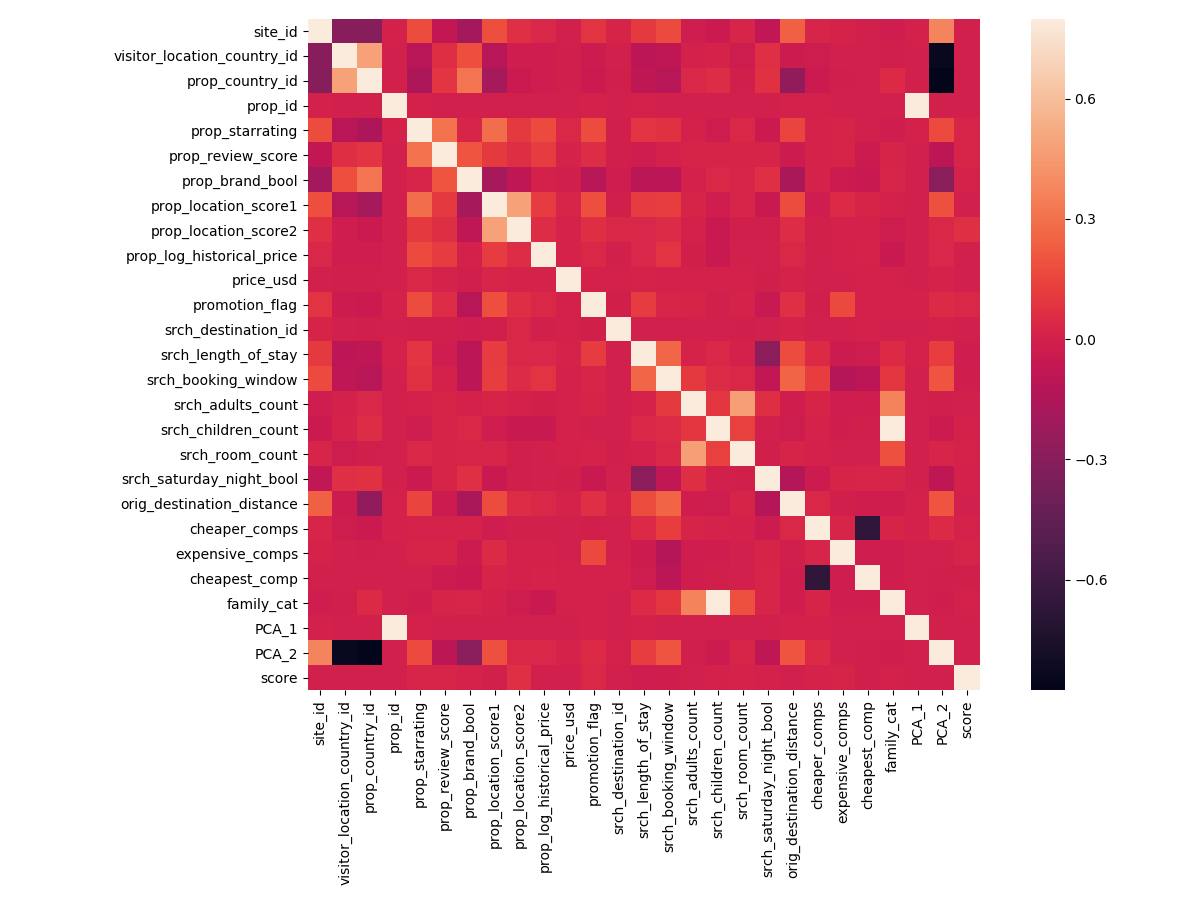 site_id
visitor_location_country_id
prop_country_id
prop_id
prop_starrating
prop_review_score
prop_brand_bool
prop_location_score1
prop_location_score2
prop_log_historical_price
price_usd
promotion_flag
srch_destination_id
srch_length_of_stay
srch_booking_window
srch_adults_count
srch_children_count
srch_room_count
srch_saturday_night_bool
orig_destination_distance
cheaper_comps
expensive_comps
cheapest_comp
family_cat
PCA_1
PCA_2
score
site_id
visitor_location_country_id
prop_country_id
prop_id
prop_starrating
prop_review_score
prop_brand_bool
prop_location_score1
prop_location_score2
prop_log_historical_price
price_usd
promotion_flag
srch_destination_id
srch_length_of_stay
srch_booking_window
srch_adults_count
srch_children_count
srch_room_count
srch_saturday_night_bool
orig_destination_distance
cheaper_comps
expensive_comps
cheapest_comp
family_cat
PCA_1
PCA_2
score
0.6
0.3
0.0
−0.3
−0.6